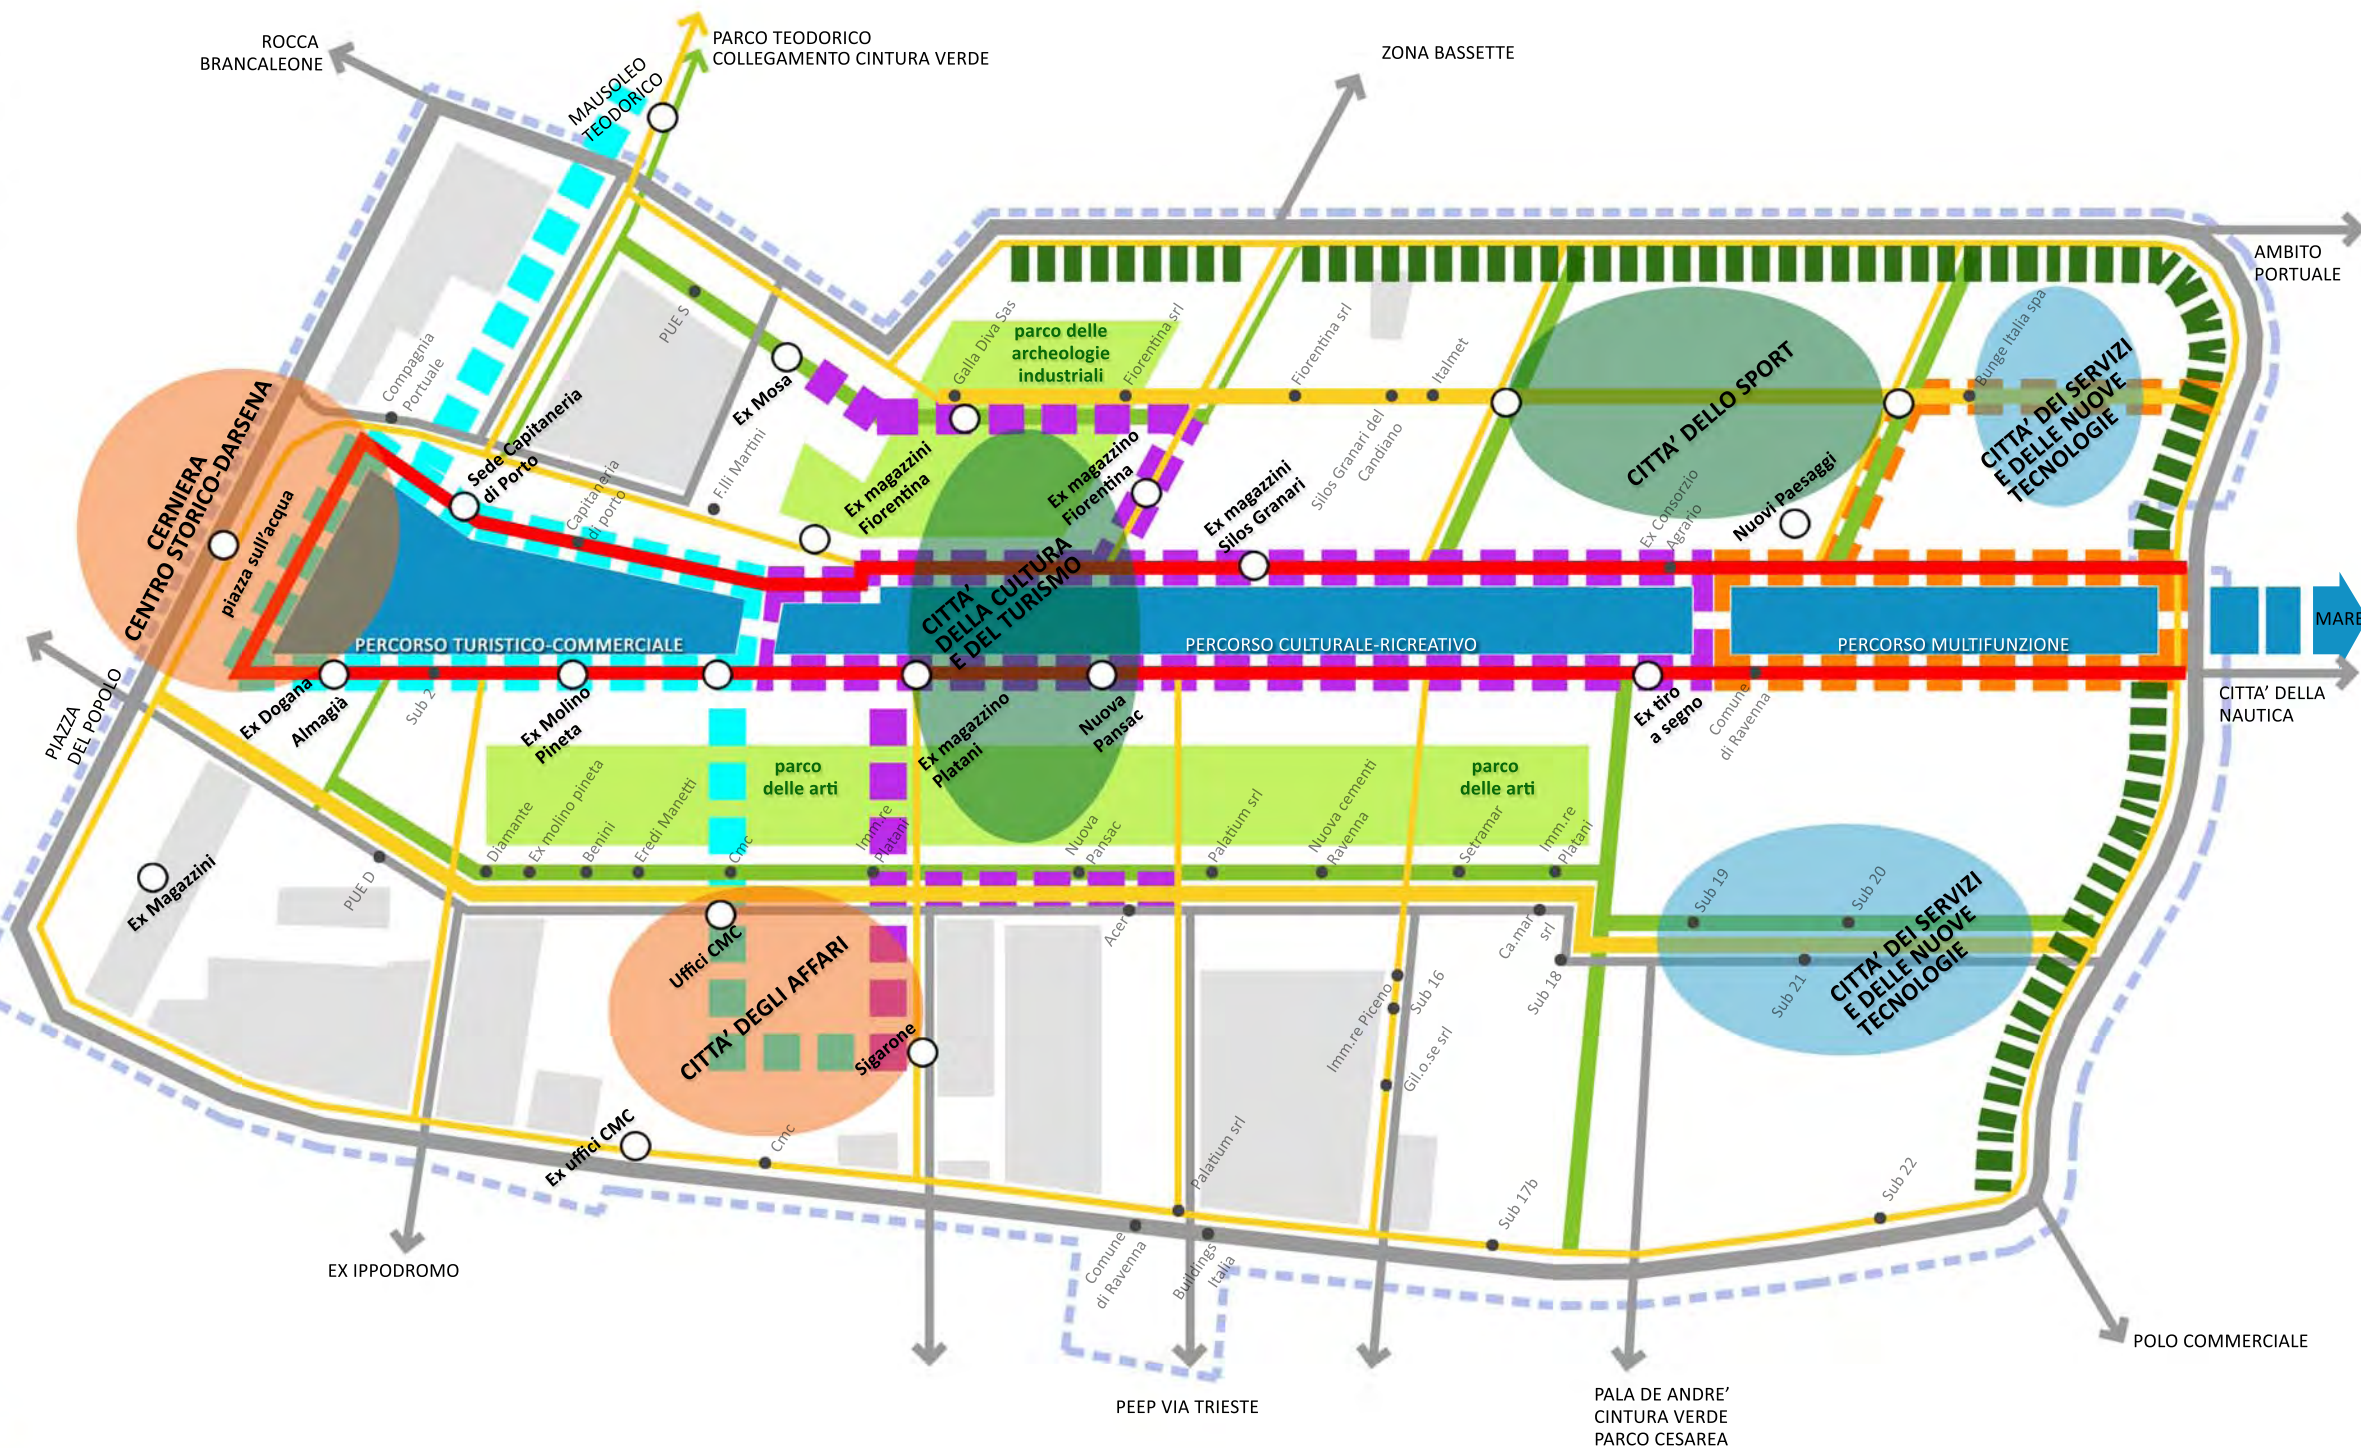 ROCCA
BRANCALEONE
PARCO TEODORICO
COLLEGAMENTO CINTURA VERDE
MAUSOLEO
TEODORICO
ZONA BASSETTE
AMBITO
PORTUALE
PUE S
Compagnia
Portuale
Ex Mosa
F.lli Martini
Sede Capitaneria
di Porto
Capitaneria
di porto
parco delle
archeologie
industriali
Galla Diva Sas
Fiorentina srl
Fiorentina srl
Italmet
Silos Granari del
Candiano
Ex magazzini
Fiorentina
Ex magazzino
Fiorentina
Ex magazzini
Silos Granari
CITTA' DELLO SPORT
Ex Consorzio
Agrario
Nuovi Paesaggi
Bunge Italia spa
CITTA' DEI SERVIZI
E DELLE NUOVE
TECNOLOGIE
CERNIERA
CENTRO STORICO-DARSENA
piazza sull'acqua
CITTA'
DELLA CULTURA
E DEL TURISMO
PERCORSO TURISTICO-COMMERCIALE
PERCORSO CULTURALE-RICREATIVO
PERCORSO MULTIFUNZIONE
MARE
CITTA' DELLA
NAUTICA
PIAZZA
DEL POPOLO
Ex Dogana
Almagià
Sub 2
Ex Molino
Pineta
Ex magazzino
Platani
Nuova
Pansac
Ex tiro
a segno
Comune
di Ravenna
parco
delle arti
parco
delle arti
Diamante
Ex molino pineta
Benini
Eredi Manetti
Cmc
Imm.re
Platani
Nuova
Pansac
Palatium srl
Nuova cementi
Ravenna
Setramar
Imm.re
Platani
Sub 19
Sub 20
Ex Magazzini
PUE D
Uffici CMC
CITTA' DEGLI AFFARI
Sigarone
Acer
Ca.mar
srl
Sub 18
Sub 21
CITTA' DEI SERVIZI
E DELLE NUOVE
TECNOLOGIE
Imm.re Piceno
Sub 16
Gil.o.se srl
Ex uffici CMC
Cmc
Palatium srl
Sub 17b
Sub 22
Comune
di Ravenna
Buildings
Italia
EX IPPODROMO
PEEP VIA TRIESTE
PALA DE ANDRE'
CINTURA VERDE
PARCO CESAREA
POLO COMMERCIALE